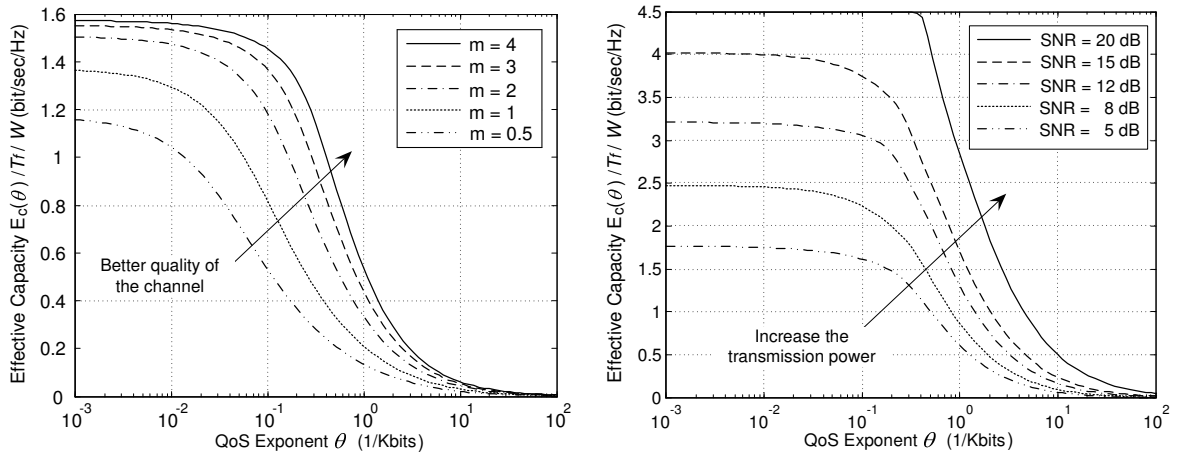 1.6
1.4
1.2
1
0.8
0.6
0.4
0.2
0
Effective Capacity E_c(θ) / Tf / W (bit/sec/Hz)
m = 4
m = 3
m = 2
m = 1
m = 0.5
Better quality of
the channel
10^-3 10^-2 10^-1 10^0 10^1 10^2
QoS Exponent θ (1/Kbits)
4.5
4
3.5
3
2.5
2
1.5
1
0.5
0
Effective Capacity E_c(θ) / Tf / W (bit/sec/Hz)
SNR = 20 dB
SNR = 15 dB
SNR = 12 dB
SNR = 8 dB
SNR = 5 dB
Increase the
transmission power
10^-3 10^-2 10^-1 10^0 10^1 10^2
QoS Exponent θ (1/Kbits)